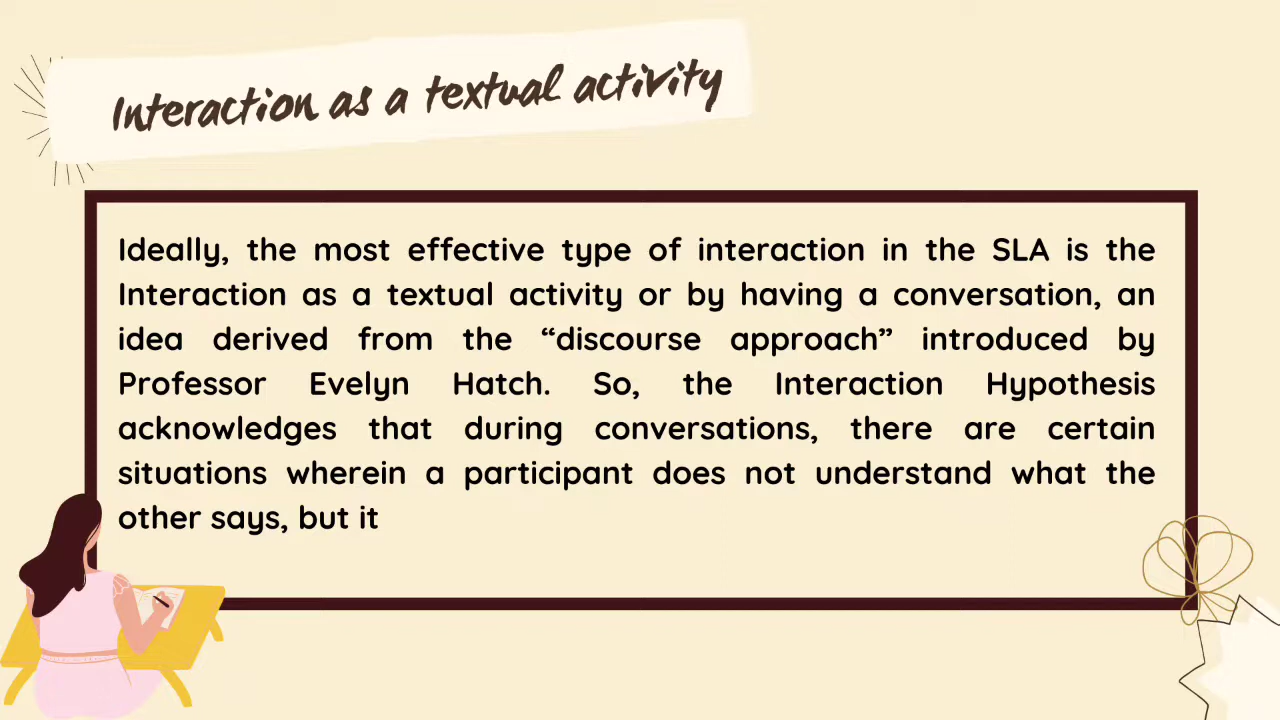 Interaction as a textual activity
Ideally, the most effective type of interaction in the SLA is the
Interaction as a textual activity or by having a conversation, an
idea derived from the “discourse approach” introduced by
Professor Evelyn Hatch. So, the Interaction Hypothesis
acknowledges that during conversations, there are certain
situations wherein a participant does not understand what the
other says, but it